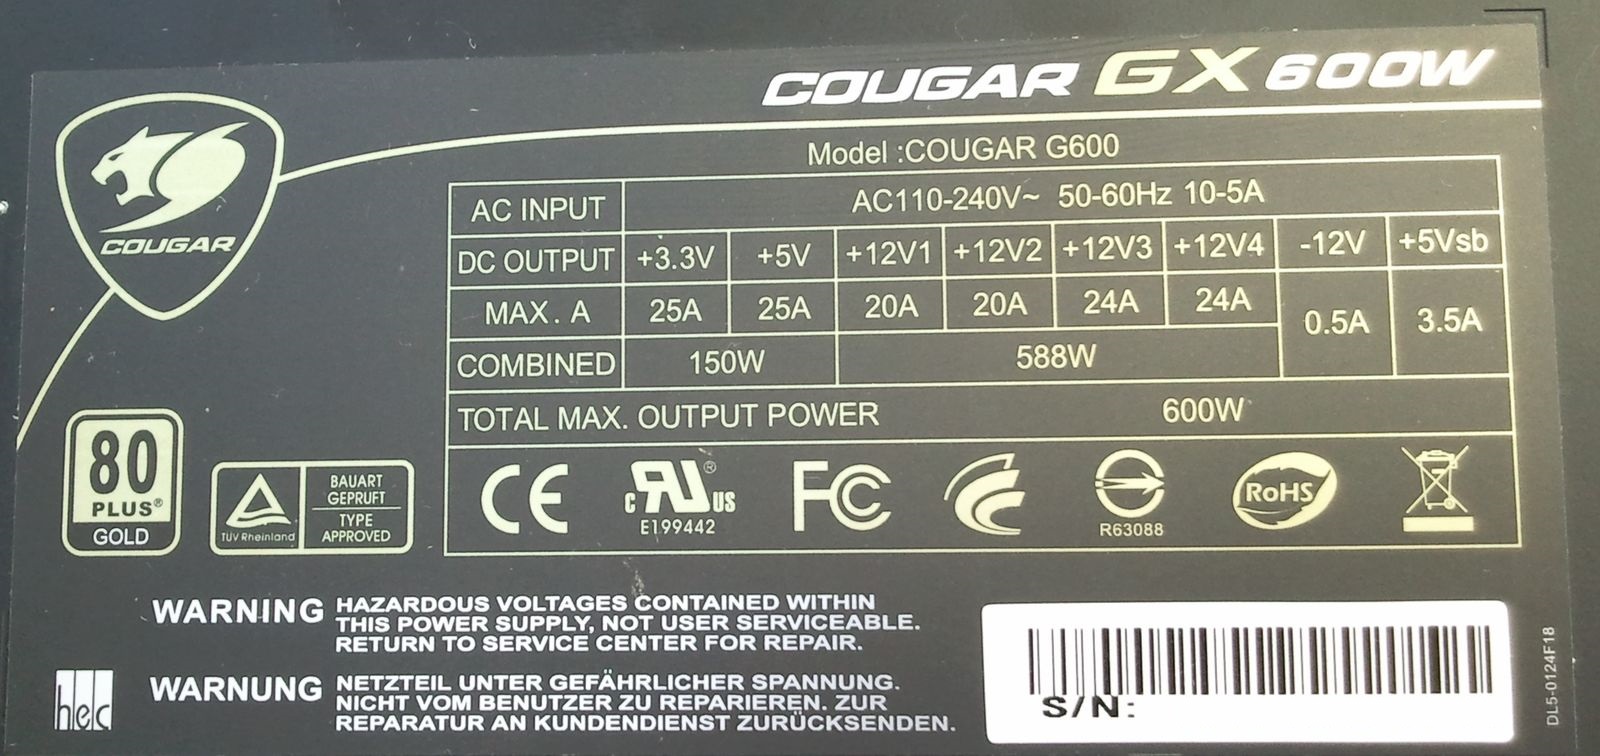 COUGAR GX 600W
COUGAR
Model :COUGAR G600
AC INPUT AC110-240V~ 50-60Hz 10-5A
DC OUTPUT +3.3V +5V +12V1 +12V2 +12V3 +12V4 -12V +5Vsb
MAX. A 25A 25A 20A 20A 24A 24A 0.5A 3.5A
COMBINED 150W 588W
TOTAL MAX. OUTPUT POWER 600W
80
PLUS®
GOLD
TÜV Rheinland
BAUART
GEPRUFT
TYPE
APPROVED
CE
c RU ® US
E199442
FC
R63088
RoHS
WARNING HAZARDOUS VOLTAGES CONTAINED WITHIN
THIS POWER SUPPLY, NOT USER SERVICEABLE.
RETURN TO SERVICE CENTER FOR REPAIR.
hec
WARNUNG NETZTEIL UNTER GEFÄHRLICHER SPANNUNG.
NICHT VOM BENUTZER ZU REPARIEREN. ZUR
REPARATUR AN KUNDENDIENST ZURÜCKSENDEN.
S/N:
DL5-0124F18